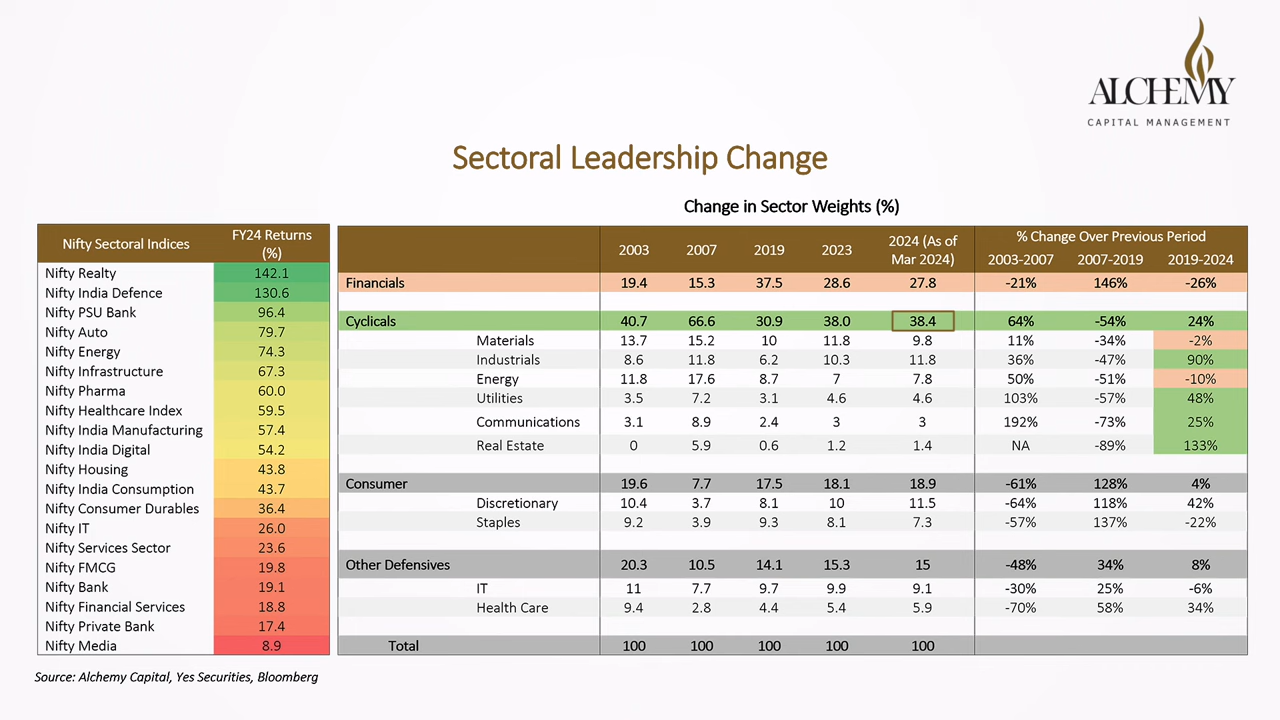 ALCHEMY
CAPITAL MANAGEMENT
Sectoral Leadership Change
Change in Sector Weights (%)
Nifty Sectoral Indices FY24 Returns (%)
Nifty Realty 142.1
Nifty India Defence 130.6
Nifty PSU Bank 96.4
Nifty Auto 79.7
Nifty Energy 74.3
Nifty Infrastructure 67.3
Nifty Pharma 60.0
Nifty Healthcare Index 59.5
Nifty India Manufacturing 57.4
Nifty India Digital 54.2
Nifty Housing 43.8
Nifty India Consumption 43.7
Nifty Consumer Durables 36.4
Nifty IT 26.0
Nifty Services Sector 23.6
Nifty FMCG 19.8
Nifty Bank 19.1
Nifty Financial Services 18.8
Nifty Private Bank 17.4
Nifty Media 8.9
% Change Over Previous Period
2003 2007 2019 2023 2024 (As of Mar 2024) 2003-2007 2007-2019 2019-2024
Financials 19.4 15.3 37.5 28.6 27.8 -21% 146% -26%
Cyclicals 40.7 66.6 30.9 38.0 38.4 64% -54% 24%
Materials 13.7 15.2 10 11.8 9.8 11% -34% -2%
Industrials 8.6 11.8 6.2 10.3 11.8 36% -47% 90%
Energy 11.8 17.6 8.7 7 7.8 50% -51% -10%
Utilities 3.5 7.2 3.1 4.6 4.6 103% -57% 48%
Communications 3.1 8.9 2.4 3 3 192% -73% 25%
Real Estate 0 5.9 0.6 1.2 1.4 NA -89% 133%
Consumer 19.6 7.7 17.5 18.1 18.9 -61% 128% 4%
Discretionary 10.4 3.7 8.1 10 11.5 -64% 118% 42%
Staples 9.2 3.9 9.3 8.1 7.3 -57% 137% -22%
Other Defensives 20.3 10.5 14.1 15.3 15 -48% 34% 8%
IT 11 7.7 9.7 9.9 9.1 -30% 25% -6%
Health Care 9.4 2.8 4.4 5.4 5.9 -70% 58% 34%
Total 100 100 100 100 100
Source: Alchemy Capital, Yes Securities, Bloomberg